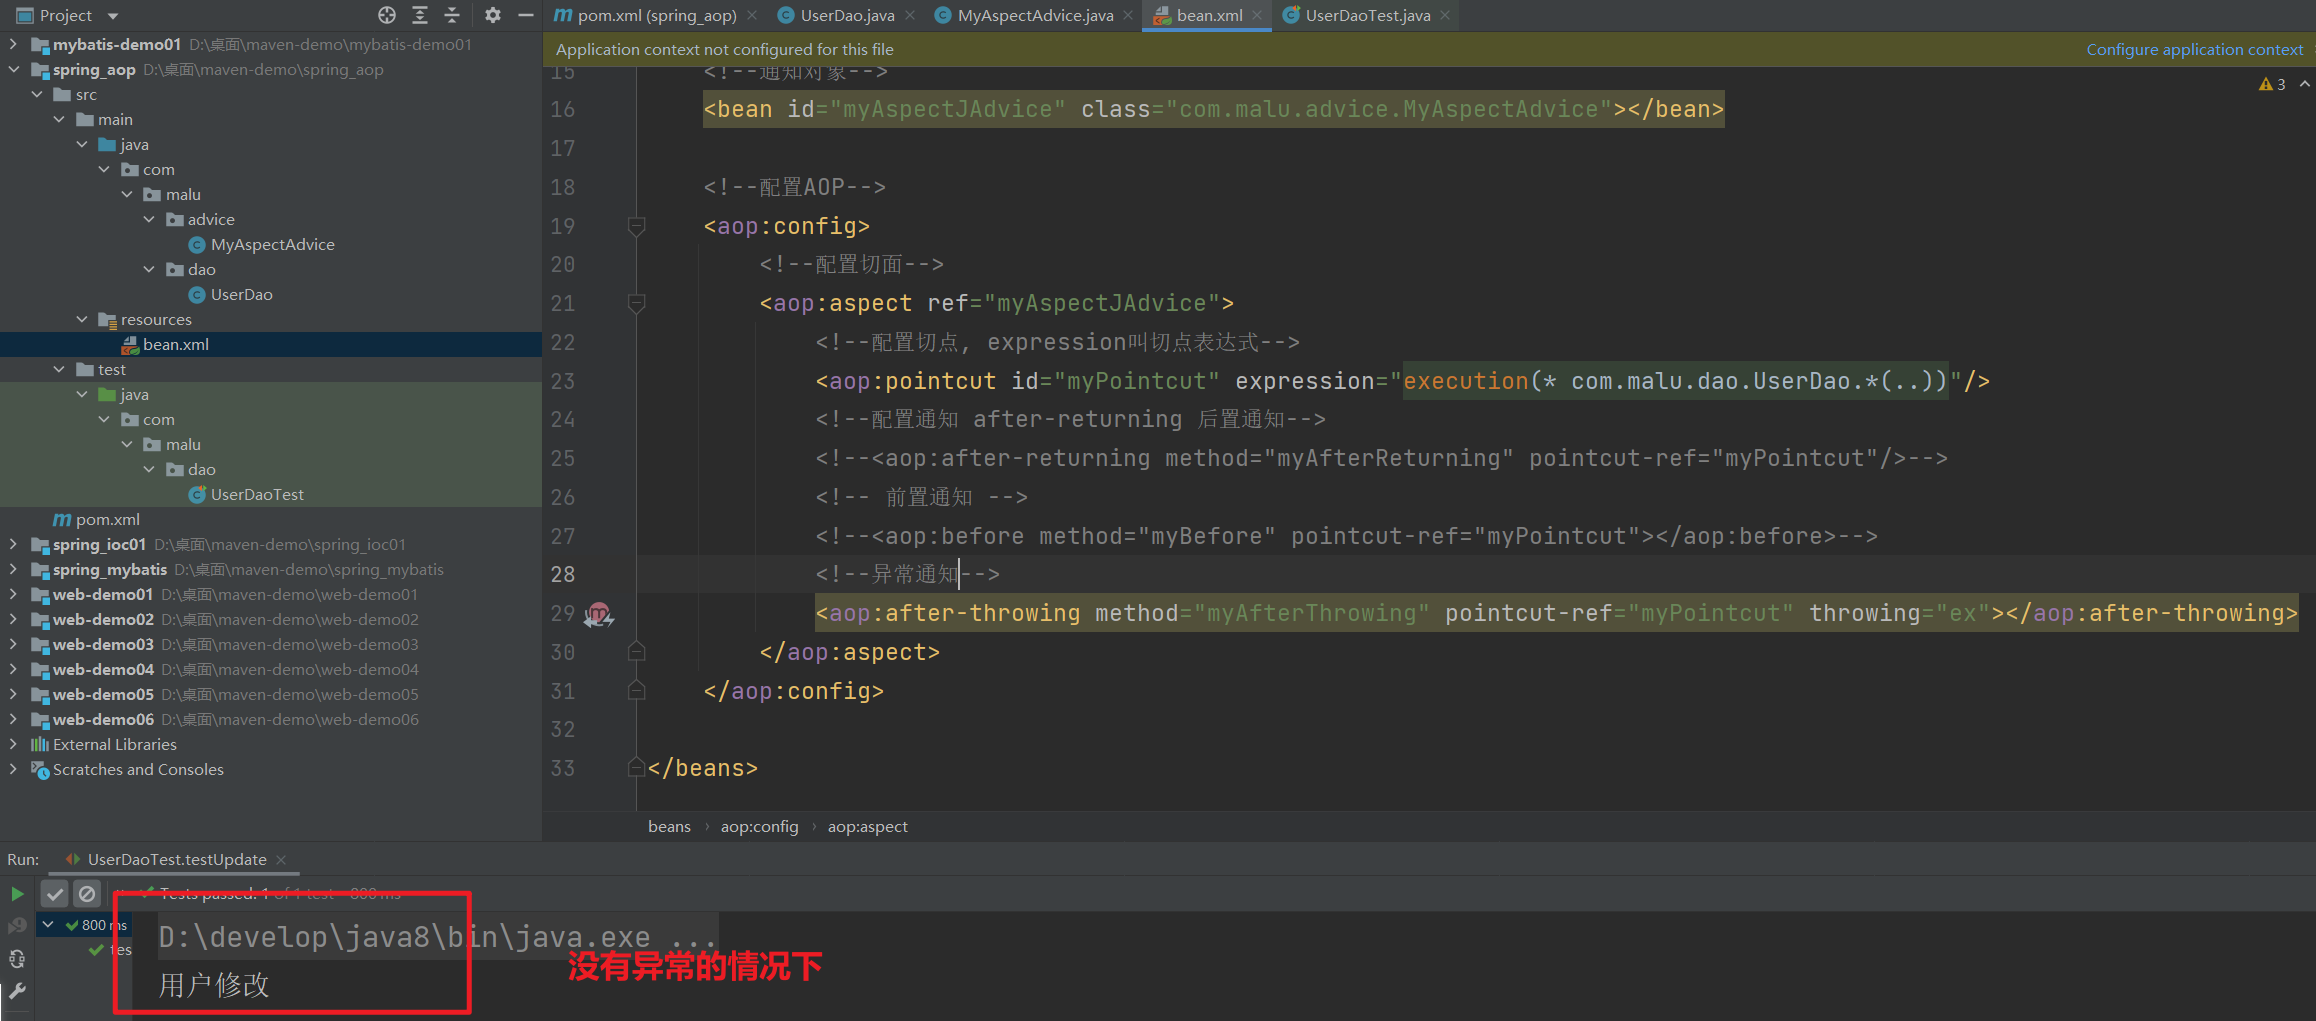 Project
pom.xml (spring_aop)
UserDao.java
MyAspectAdvice.java
bean.xml
UserDaoTest.java
Application context not configured for this file
Configure application context
3
mybatis-demo01 D:\桌面\maven-demo\mybatis-demo01
spring_aop D:\桌面\maven-demo\spring_aop
src
main
java
com
malu
advice
MyAspectAdvice
dao
UserDao
resources
bean.xml
test
java
com
malu
dao
UserDaoTest
pom.xml
spring_ioc01 D:\桌面\maven-demo\spring_ioc01
spring_mybatis D:\桌面\maven-demo\spring_mybatis
web-demo01 D:\桌面\maven-demo\web-demo01
web-demo02 D:\桌面\maven-demo\web-demo02
web-demo03 D:\桌面\maven-demo\web-demo03
web-demo04 D:\桌面\maven-demo\web-demo04
web-demo05 D:\桌面\maven-demo\web-demo05
web-demo06 D:\桌面\maven-demo\web-demo06
External Libraries
Scratches and Consoles
15 <!--通知对象-->
16 <bean id="myAspectJAdvice" class="com.malu.advice.MyAspectAdvice"></bean>
17
18 <!--配置AOP-->
19 <aop:config>
20 <!--配置切面-->
21 <aop:aspect ref="myAspectJAdvice">
22 <!--配置切点, expression叫切点表达式-->
23 <aop:pointcut id="myPointcut" expression="execution(* com.malu.dao.UserDao.*(..))"/>
24 <!--配置通知 after-returning 后置通知-->
25 <!--<aop:after-returning method="myAfterReturning" pointcut-ref="myPointcut"/>-->
26 <!-- 前置通知 -->
27 <!--<aop:before method="myBefore" pointcut-ref="myPointcut"></aop:before>-->
28 <!--异常通知-->
29 <aop:after-throwing method="myAfterThrowing" pointcut-ref="myPointcut" throwing="ex"></aop:after-throwing>
30 </aop:aspect>
31 </aop:config>
32
33 </beans>
beans › aop:config › aop:aspect
Run: UserDaoTest.testUpdate
Tests passed: 1 of 1 test – 800 ms
800 ms
tes
D:\develop\java8\bin\java.exe ...
用户修改
没有异常的情况下